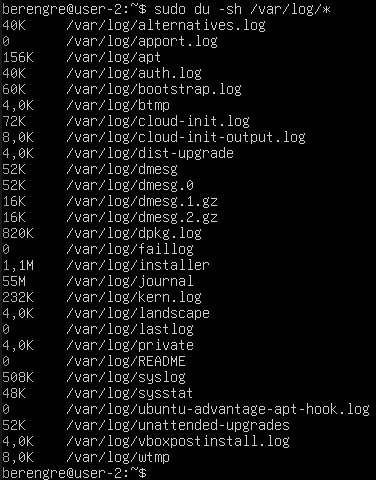 berengre@user-2:~$ sudo du -sh /var/log/*
40K /var/log/alternatives.log
0 /var/log/apport.log
156K /var/log/apt
40K /var/log/auth.log
60K /var/log/bootstrap.log
4,0K /var/log/btmp
72K /var/log/cloud-init.log
8,0K /var/log/cloud-init-output.log
4,0K /var/log/dist-upgrade
52K /var/log/dmesg
52K /var/log/dmesg.0
16K /var/log/dmesg.1.gz
16K /var/log/dmesg.2.gz
820K /var/log/dpkg.log
0 /var/log/faillog
1,1M /var/log/installer
55M /var/log/journal
232K /var/log/kern.log
4,0K /var/log/landscape
0 /var/log/lastlog
4,0K /var/log/private
0 /var/log/README
508K /var/log/syslog
48K /var/log/sysstat
0 /var/log/ubuntu-advantage-apt-hook.log
52K /var/log/unattended-upgrades
4,0K /var/log/vboxpostinstall.log
8,0K /var/log/wtmp
berengre@user-2:~$